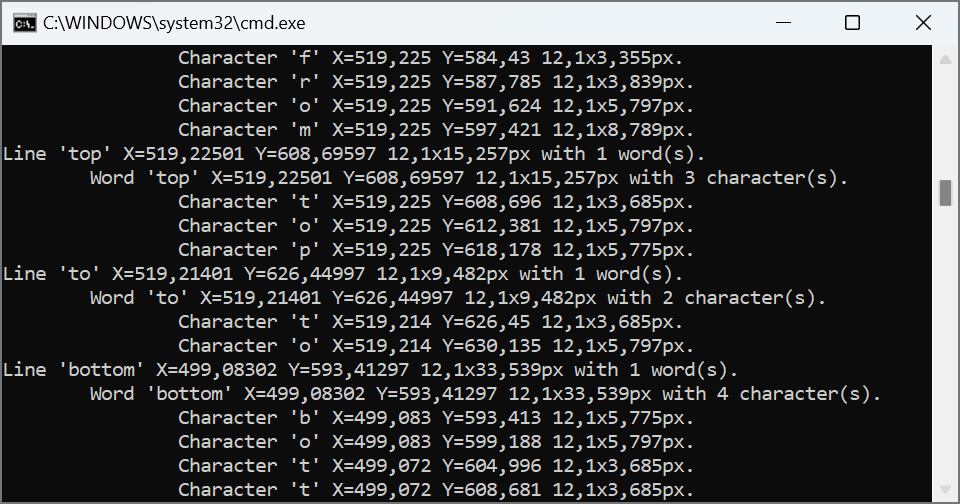 C:\WINDOWS\system32\cmd.exe
Character 'f' X=519,225 Y=584,43 12,1x3,355px.
Character 'r' X=519,225 Y=587,785 12,1x3,839px.
Character 'o' X=519,225 Y=591,624 12,1x5,797px.
Character 'm' X=519,225 Y=597,421 12,1x8,789px.
Line 'top' X=519,22501 Y=608,69597 12,1x15,257px with 1 word(s).
Word 'top' X=519,22501 Y=608,69597 12,1x15,257px with 3 character(s).
Character 't' X=519,225 Y=608,696 12,1x3,685px.
Character 'o' X=519,225 Y=612,381 12,1x5,797px.
Character 'p' X=519,225 Y=618,178 12,1x5,775px.
Line 'to' X=519,21401 Y=626,44997 12,1x9,482px with 1 word(s).
Word 'to' X=519,21401 Y=626,44997 12,1x9,482px with 2 character(s).
Character 't' X=519,214 Y=626,45 12,1x3,685px.
Character 'o' X=519,214 Y=630,135 12,1x5,797px.
Line 'bottom' X=499,08302 Y=593,41297 12,1x33,539px with 1 word(s).
Word 'bottom' X=499,08302 Y=593,41297 12,1x33,539px with 4 character(s).
Character 'b' X=499,083 Y=593,413 12,1x5,775px.
Character 'o' X=499,083 Y=599,188 12,1x5,797px.
Character 't' X=499,072 Y=604,996 12,1x3,685px.
Character 't' X=499,072 Y=608,681 12,1x3,685px.